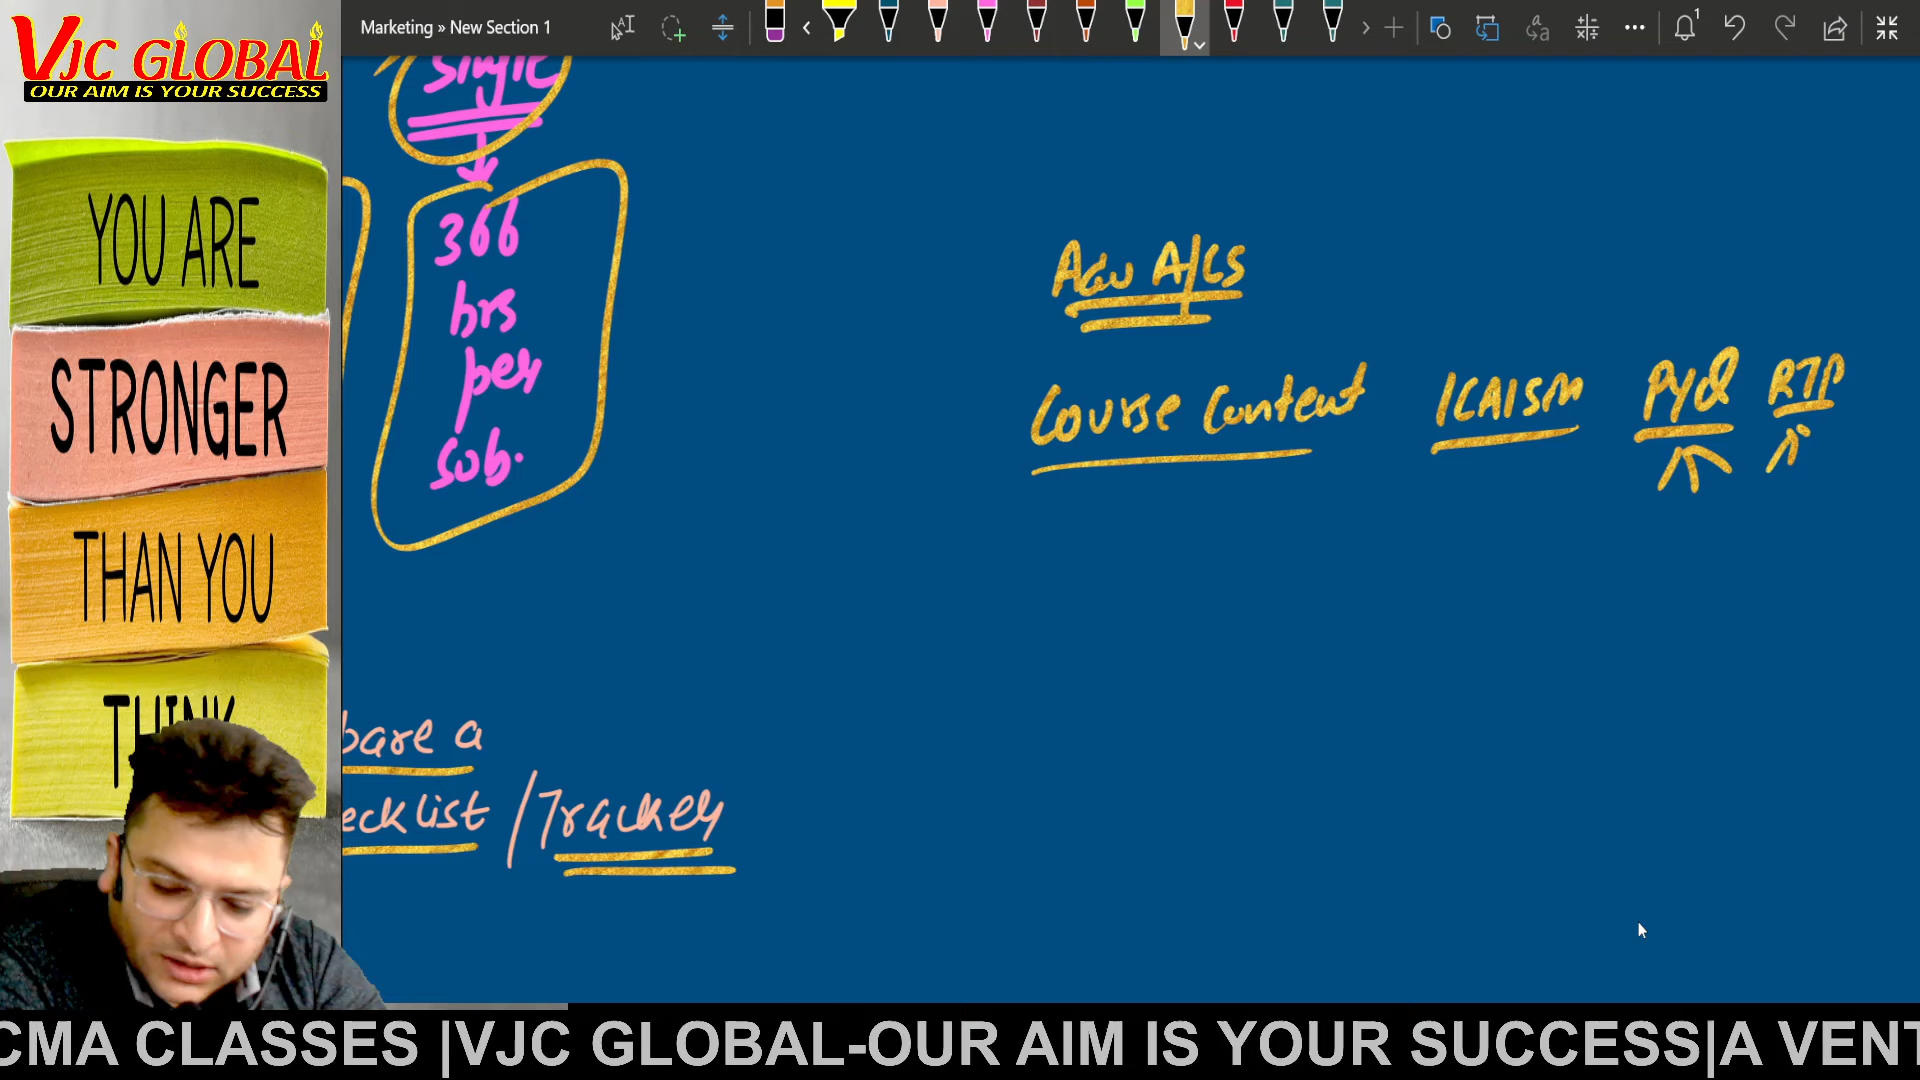 VJC GLOBAL
OUR AIM IS YOUR SUCCESS
Marketing » New Section 1
YOU ARE
STRONGER
THAN YOU
THINK
Single
366
hrs
per
sub.
Adv A/Cs
Course Content ICAISM PYQ RTP
pare a
ecklist / Tracker
CMA CLASSES |VJC GLOBAL-OUR AIM IS YOUR SUCCESS|A VENT